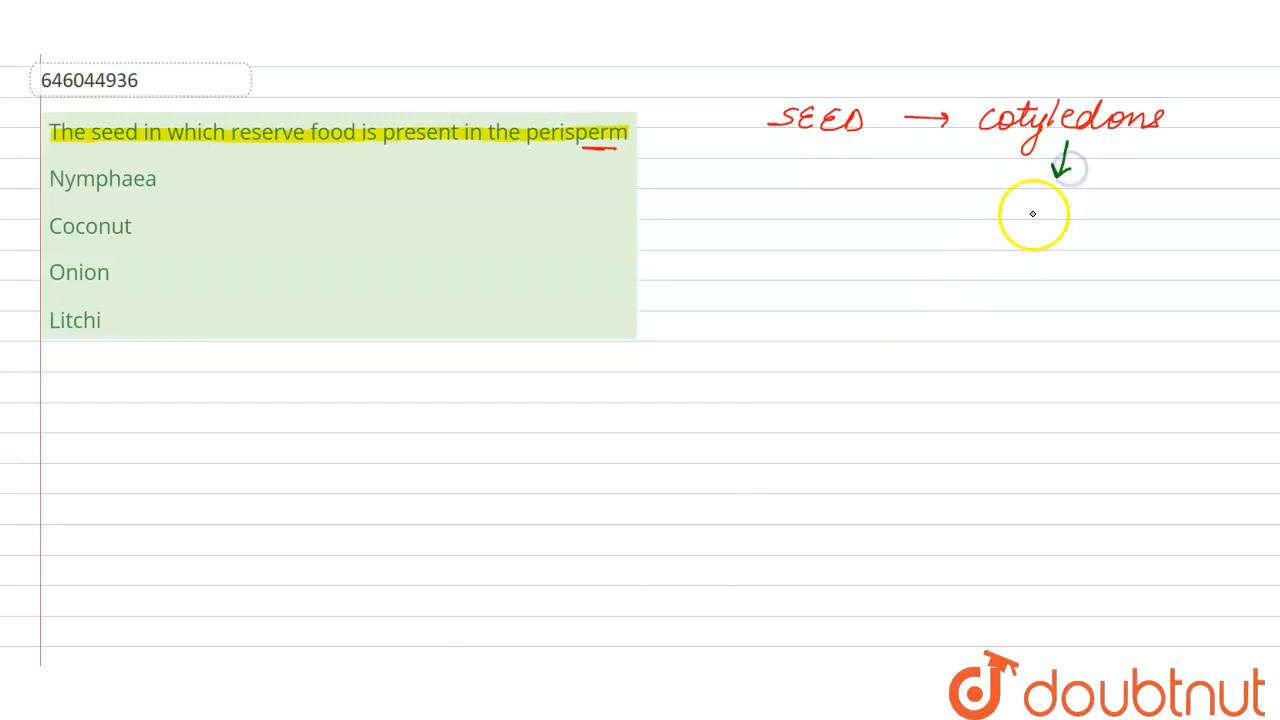 646044936
The seed in which reserve food is present in the perisperm
Nymphaea
Coconut
Onion
Litchi
SEED → cotyledons
doubtnut